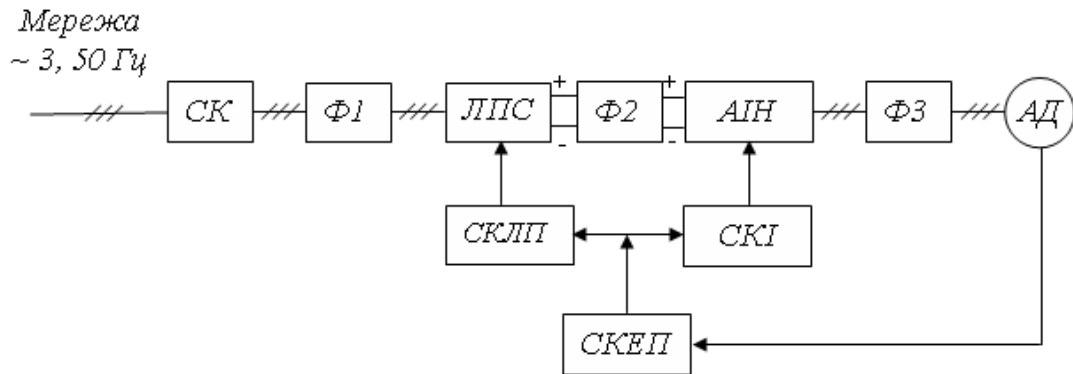 Мережа
~ 3, 50 Гц
СК
Ф1
ЛПС
+
-
Ф2
+
-
АІН
Ф3
АД
СКЛП
СКІ
СКЕП